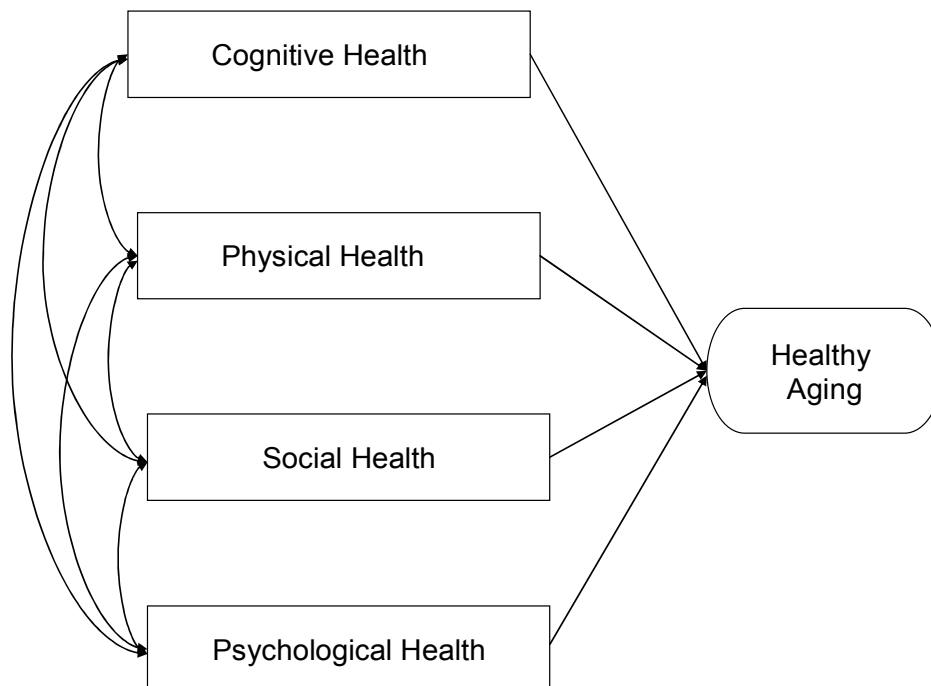 Cognitive Health
Physical Health
Healthy
Aging
Social Health
Psychological Health